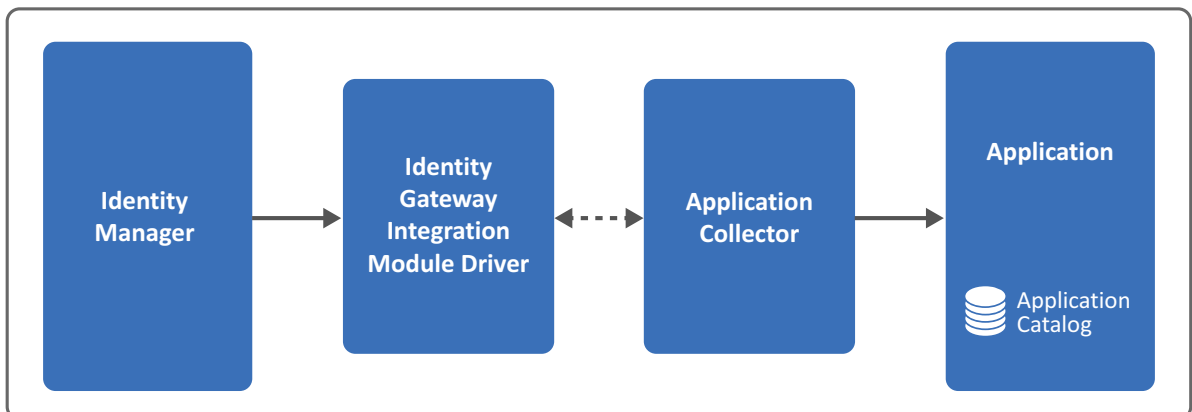 Identity
Manager
Identity
Gateway
Integration
Module Driver
Application
Collector
Application
Application
Catalog